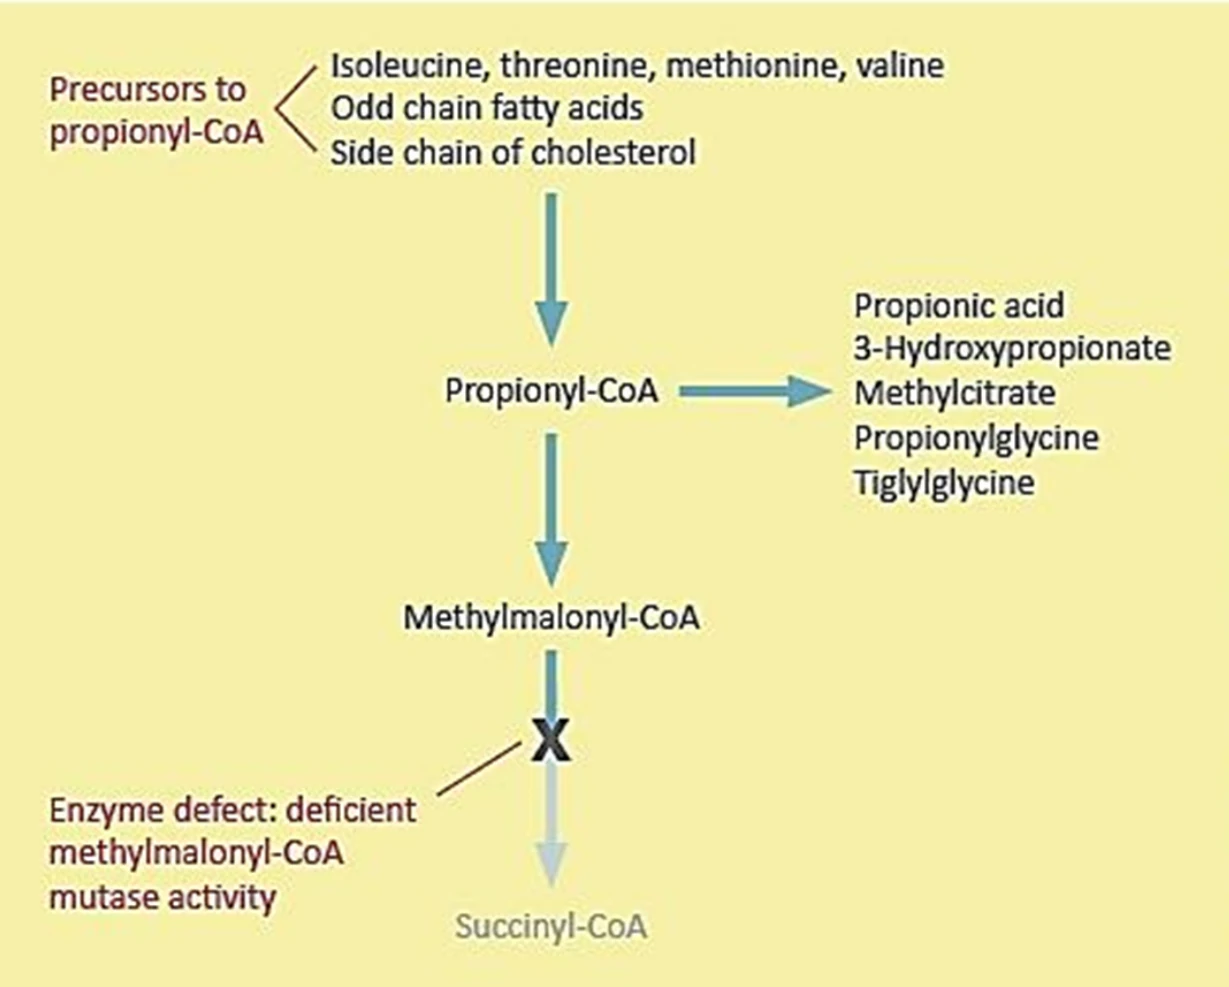 Precursors to
propionyl-CoA
Isoleucine, threonine, methionine, valine
Odd chain fatty acids
Side chain of cholesterol
Propionyl-CoA
Propionic acid
3-Hydroxypropionate
Methylcitrate
Propionylglycine
Tiglylglycine
Methylmalonyl-CoA
X
Enzyme defect: deficient
methylmalonyl-CoA
mutase activity
Succinyl-CoA